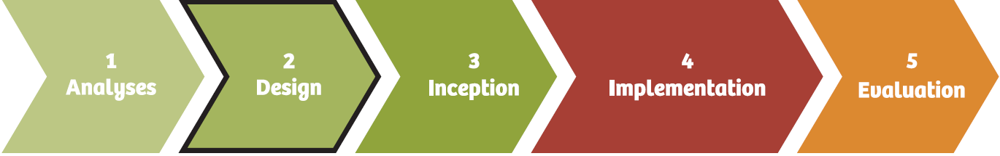 1
Analyses
2
Design
3
Inception
4
Implementation
5
Evaluation